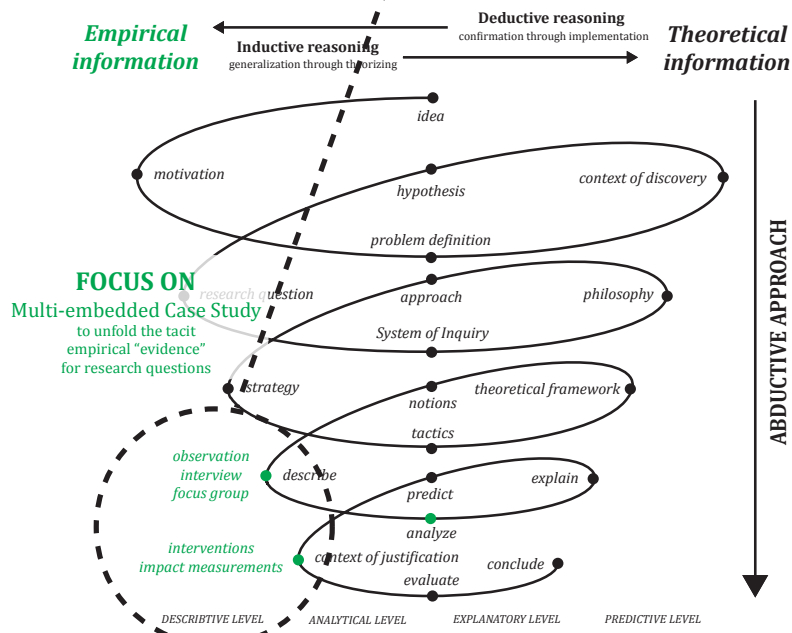 Deductive reasoning
confirmation through implementation
Empirical
information
Inductive reasoning
generalization through theorizing
Theoretical
information
idea
motivation
hypothesis
context of discovery
problem definition
FOCUS ON
research question
Multi-embedded Case Study
to unfold the tacit
empirical “evidence”
for research questions
approach
philosophy
System of Inquiry
strategy
notions
theoretical framework
tactics
observation
interview
focus group
describe
predict
explain
analyze
interventions
impact measurements
context of justification
evaluate
conclude
ABDUCTIVE APPROACH
DESCRIBTIVE LEVEL
ANALYTICAL LEVEL
EXPLANATORY LEVEL
PREDICTIVE LEVEL